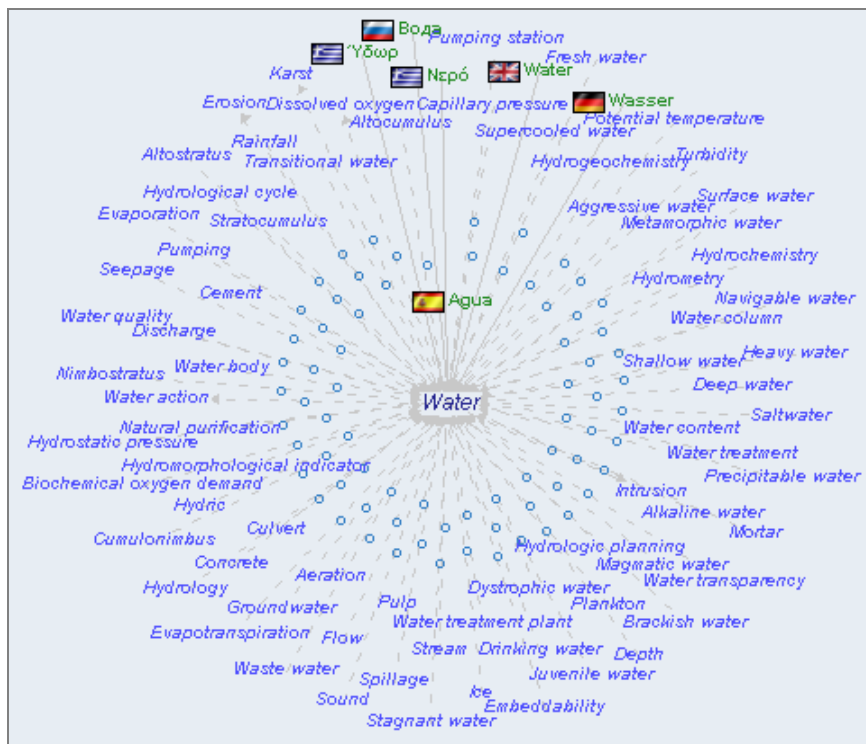 Вода
Pumping station
Ύδωρ
Fresh water
Karst
Νερό
Water
Erosion
Dissolved oxygen
Capillary pressure
Wasser
Altocumulus
Potential temperature
Rainfall
Supercooled water
Altostratus
Transitional water
Hydrogeochemistry
Turbidity
Hydrological cycle
Aggressive water
Surface water
Evaporation
Stratocumulus
Metamorphic water
Pumping
Hydrochemistry
Seepage
Hydrometry
Cement
Agua
Navigable water
Water quality
Water column
Discharge
Water body
Shallow water
Heavy water
Nimbostratus
Deep water
Water action
Water
Saltwater
Natural purification
Water content
Hydrostatic pressure
Water treatment
Hydromorphological indicator
Precipitable water
Biochemical oxygen demand
Intrusion
Hydric
Alkaline water
Culvert
Mortar
Cumulonimbus
Hydrologic planning
Concrete
Magmatic water
Aeration
Water transparency
Hydrology
Dystrophic water
Groundwater
Pulp
Plankton
Evapotranspiration
Flow
Water treatment plant
Brackish water
Waste water
Stream
Drinking water
Depth
Spillage
Juvenile water
Sound
Ice
Embeddability
Stagnant water